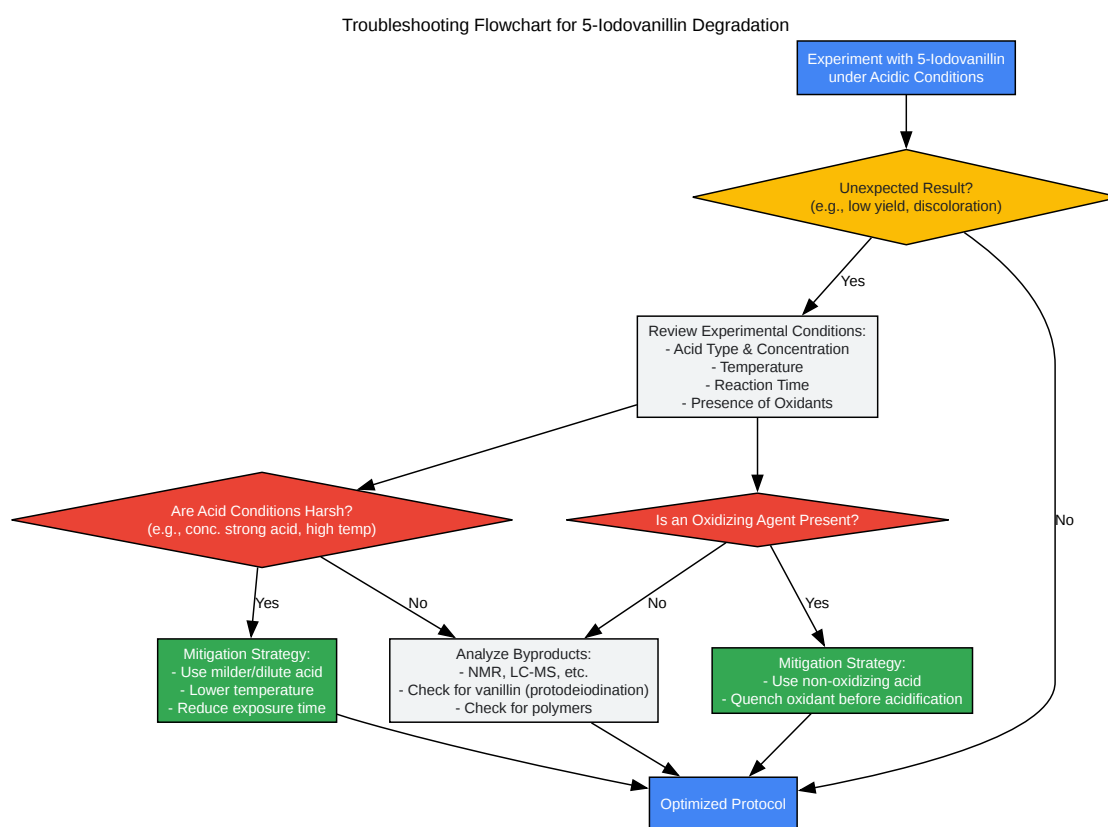 Troubleshooting Flowchart for 5-Iodovanillin Degradation
Experiment with 5-Iodovanillin
under Acidic Conditions
Unexpected Result?
(e.g., low yield, discoloration)
Yes
No
Review Experimental Conditions:
- Acid Type & Concentration
- Temperature
- Reaction Time
- Presence of Oxidants
Are Acid Conditions Harsh?
(e.g., conc. strong acid, high temp)
Is an Oxidizing Agent Present?
Yes
No
No
Yes
Mitigation Strategy:
- Use milder/dilute acid
- Lower temperature
- Reduce exposure time
Analyze Byproducts:
- NMR, LC-MS, etc.
- Check for vanillin (protodeiodination)
- Check for polymers
Mitigation Strategy:
- Use non-oxidizing acid
- Quench oxidant before acidification
Optimized Protocol